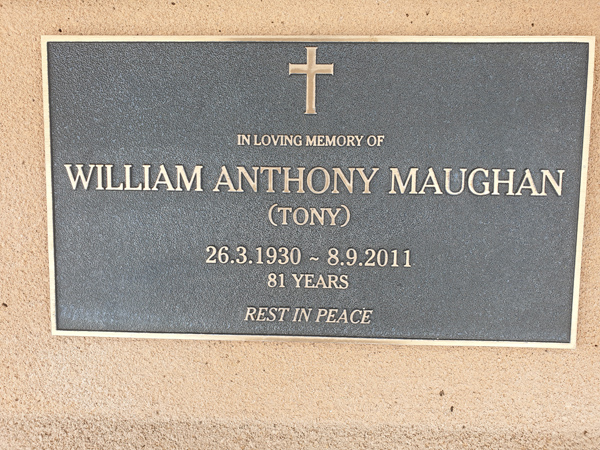 IN LOVING MEMORY OF
WILLIAM ANTHONY MAUGHAN
(TONY)
26.3.1930 ~ 8.9.2011
81 YEARS
REST IN PEACE